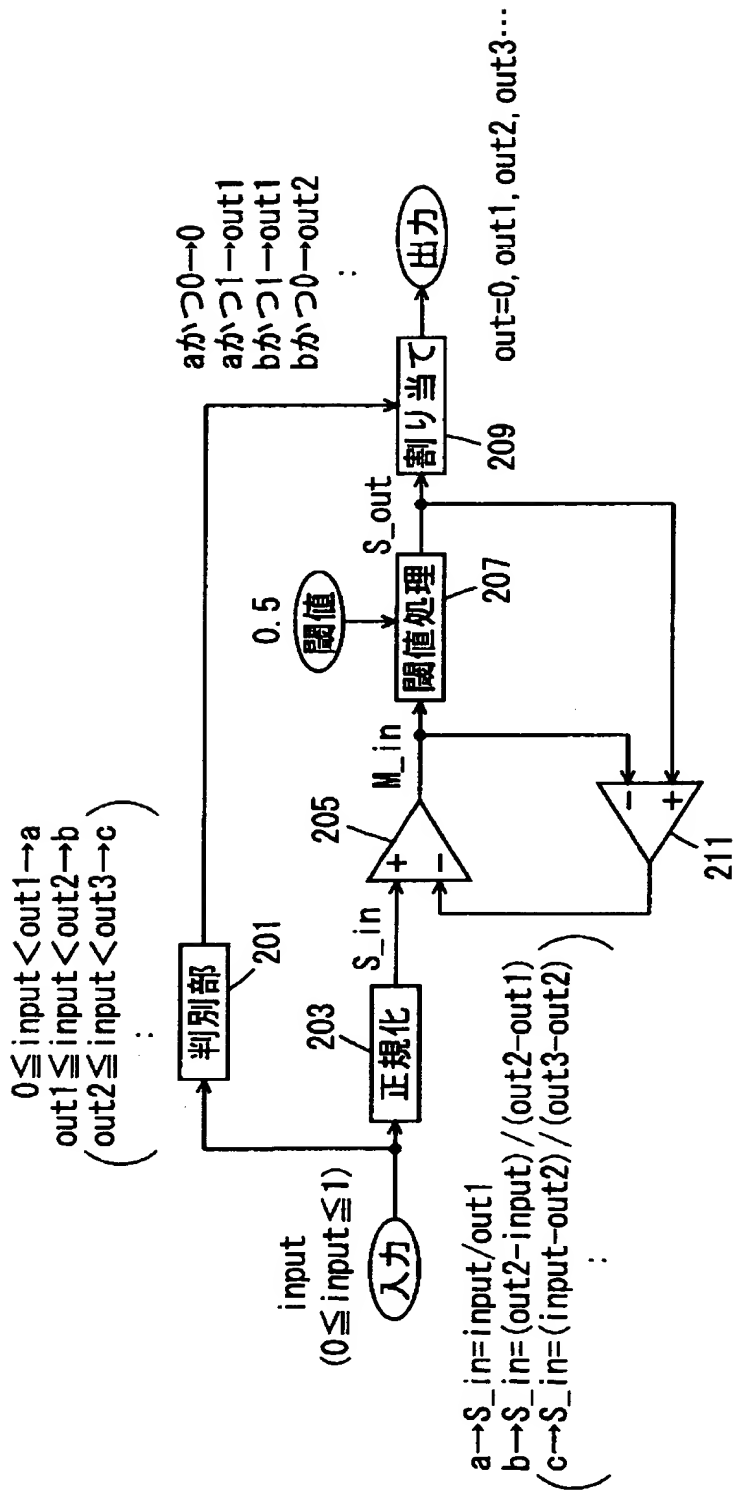 0≦input<out1→a
out1≦input<out2→b
out2≦input<out3→c
:
判別部
201
input
(0≦input≦1)
入力
正規化
203
S_in
a→S_in=input/out1
b→S_in=(out2-input)/(out2-out1)
c→S_in=(input-out2)/(out3-out2)
:
+
-
205
M_in
0.5
閾値
閾値処理
207
S_out
-
+
211
割り当て
209
aかつ0→0
aかつ1→out1
bかつ1→out1
bかつ0→out2
:
出力
out=0, out1, out2, out3…